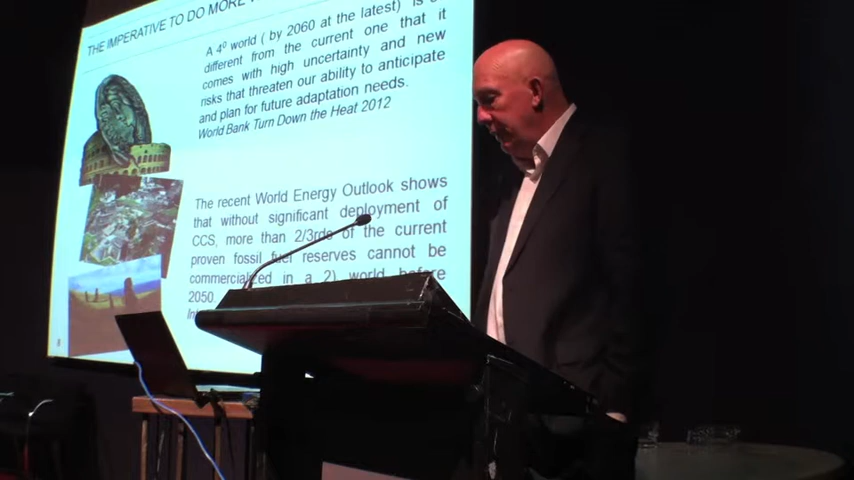 THE IMPERATIVE TO DO MORE
A 4⁰ world ( by 2060 at the latest) is
different from the current one that it
comes with high uncertainty and new
risks that threaten our ability to anticipate
and plan for future adaptation needs.
World Bank Turn Down the Heat 2012
The recent World Energy Outlook shows
that without significant deployment of
CCS, more than 2/3rds of the current
proven fossil fuel reserves cannot be
commercialized in a 2) world before
2050.